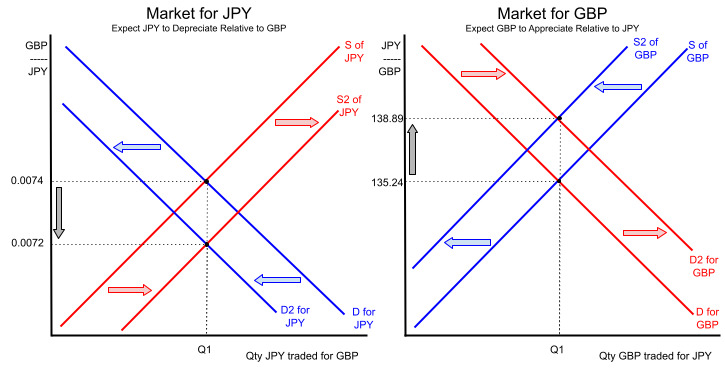 Market for JPY
Expect JPY to Depreciate Relative to GBP
GBP
-----
JPY
S of
JPY
S2 of
JPY
0.0074
0.0072
D2 for
JPY
D for
JPY
Q1
Qty JPY traded for GBP
Market for GBP
Expect GBP to Appreciate Relative to JPY
JPY
-----
GBP
S2 of
GBP
S of
GBP
138.89
135.24
D2 for
GBP
D for
GBP
Q1
Qty GBP traded for JPY